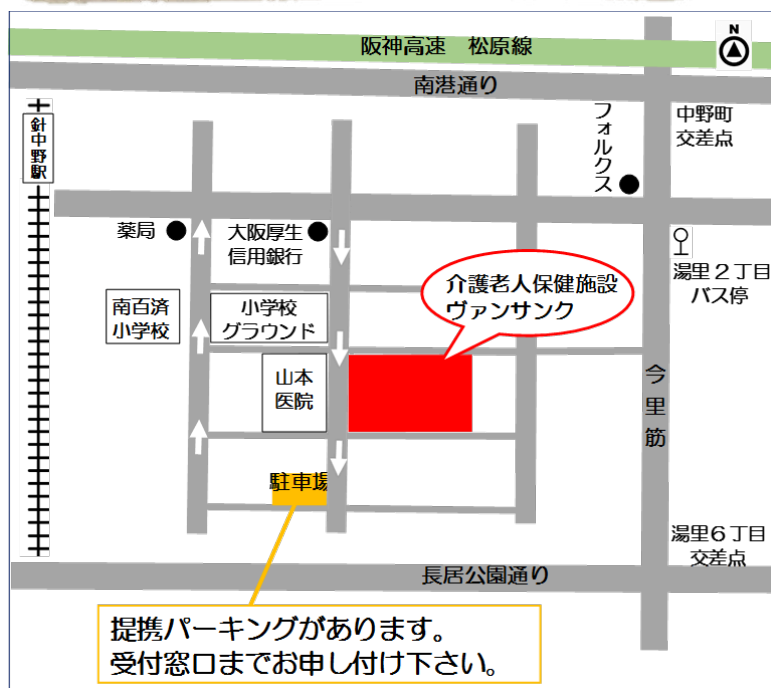 阪神高速 松原線
N
南港通り
中野町
交差点
フォルクス
針中野駅
薬局
大阪厚生
信用銀行
湯里２丁目
バス停
介護老人保健施設
ヴァンサンク
南百済
小学校
小学校
グラウンド
山本
医院
今里筋
駐車場
湯里６丁目
交差点
長居公園通り
提携パーキングがあります。
受付窓口までお申し付け下さい。